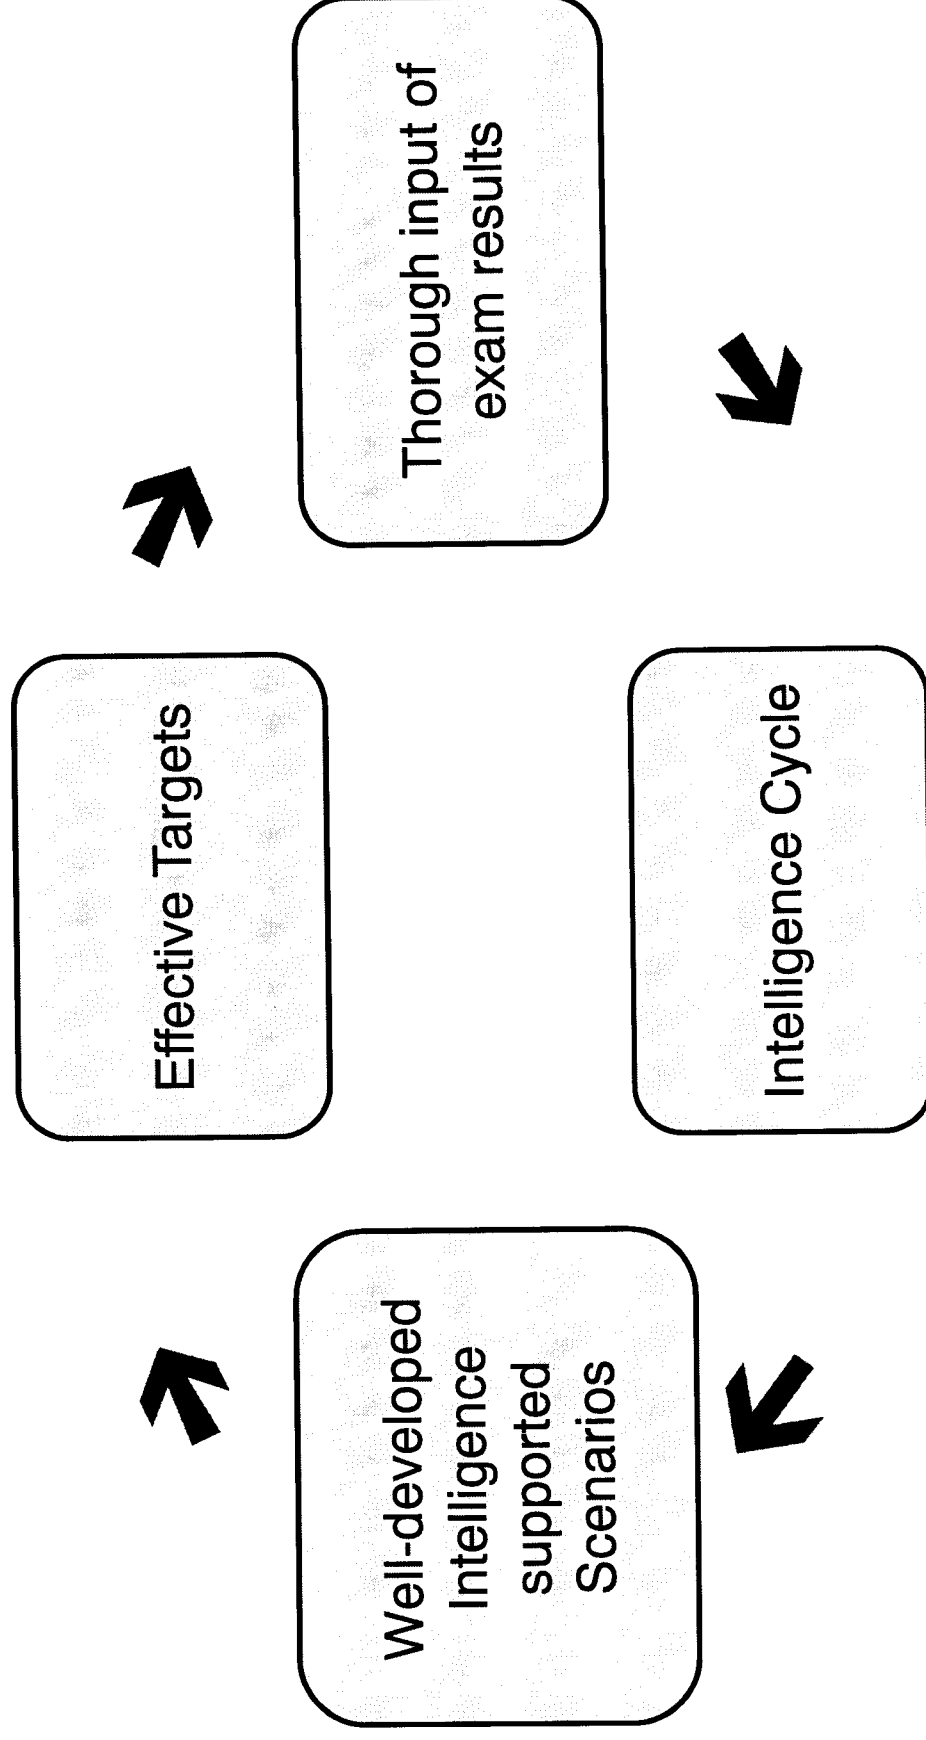 Effective Targets
Thorough input of
exam results
Intelligence Cycle
Well-developed
Intelligence
supported
Scenarios